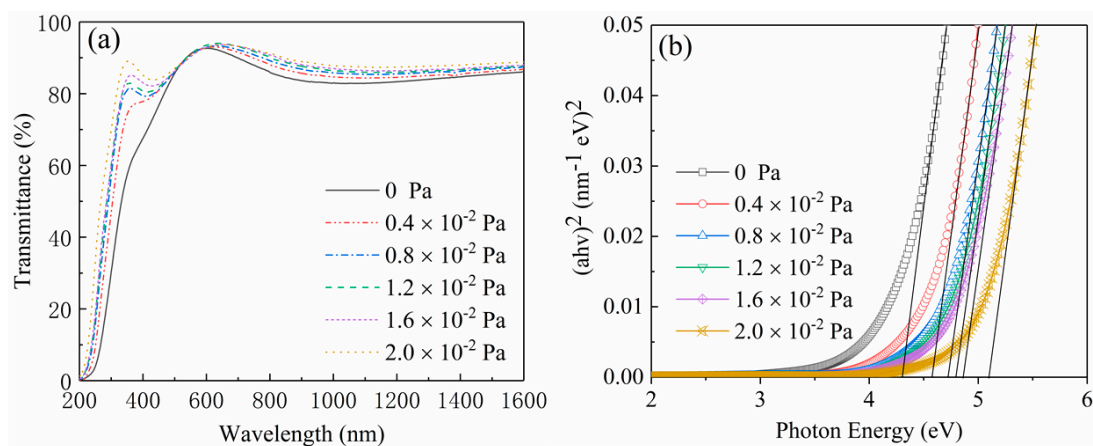 (a)
100
80
60
40
20
0
Transmittance (%)
0 Pa
0.4 × 10⁻² Pa
0.8 × 10⁻² Pa
1.2 × 10⁻² Pa
1.6 × 10⁻² Pa
2.0 × 10⁻² Pa
200 400 600 800 1000 1200 1400 1600
Wavelength (nm)
(b)
0.05
0.04
0.03
0.02
0.01
0.00
(ahv)² (nm⁻¹ eV)²
0 Pa
0.4 × 10⁻² Pa
0.8 × 10⁻² Pa
1.2 × 10⁻² Pa
1.6 × 10⁻² Pa
2.0 × 10⁻² Pa
2 3 4 5 6
Photon Energy (eV)